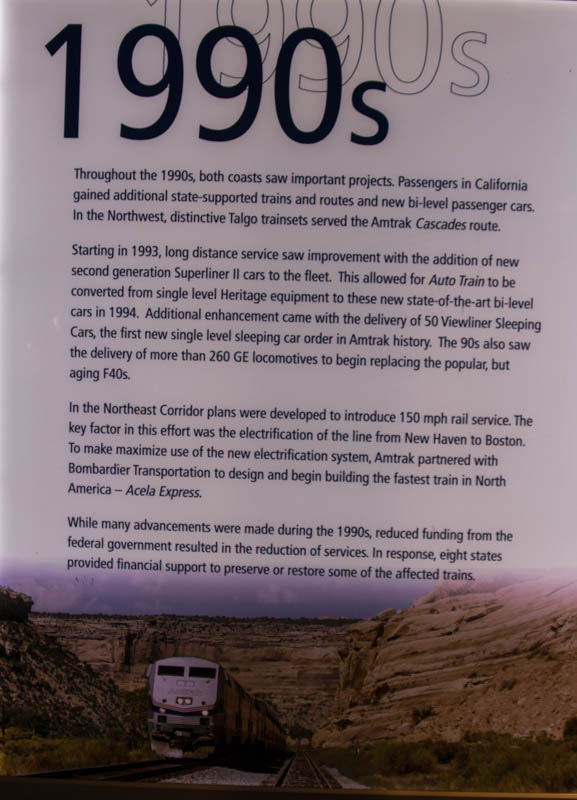 1990s
1990s
Throughout the 1990s, both coasts saw important projects. Passengers in California
gained additional state-supported trains and routes and new bi-level passenger cars.
In the Northwest, distinctive Talgo trainsets served the Amtrak Cascades route.
Starting in 1993, long distance service saw improvement with the addition of new
second generation Superliner II cars to the fleet. This allowed for Auto Train to be
converted from single level Heritage equipment to these new state-of-the-art bi-level
cars in 1994. Additional enhancement came with the delivery of 50 Viewliner Sleeping
Cars, the first new single level sleeping car order in Amtrak history. The 90s also saw
the delivery of more than 260 GE locomotives to begin replacing the popular, but
aging F40s.
In the Northeast Corridor plans were developed to introduce 150 mph rail service. The
key factor in this effort was the electrification of the line from New Haven to Boston.
To make maximize use of the new electrification system, Amtrak partnered with
Bombardier Transportation to design and begin building the fastest train in North
America – Acela Express.
While many advancements were made during the 1990s, reduced funding from the
federal government resulted in the reduction of services. In response, eight states
provided financial support to preserve or restore some of the affected trains.